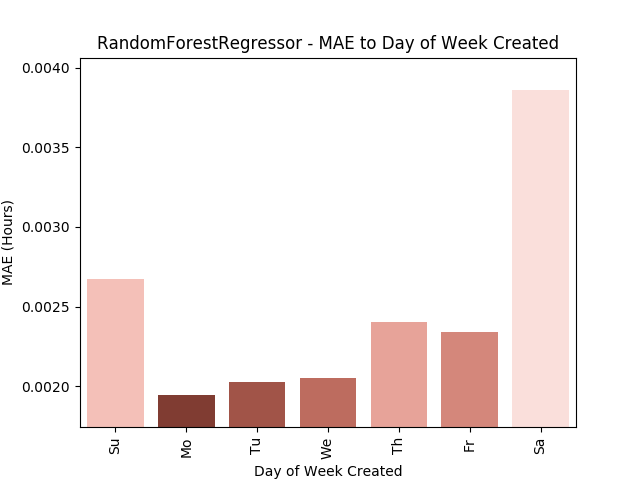 RandomForestRegressor - MAE to Day of Week Created
0.0040
0.0035
0.0030
0.0025
0.0020
MAE (Hours)
Su Mo Tu We Th Fr Sa
Day of Week Created